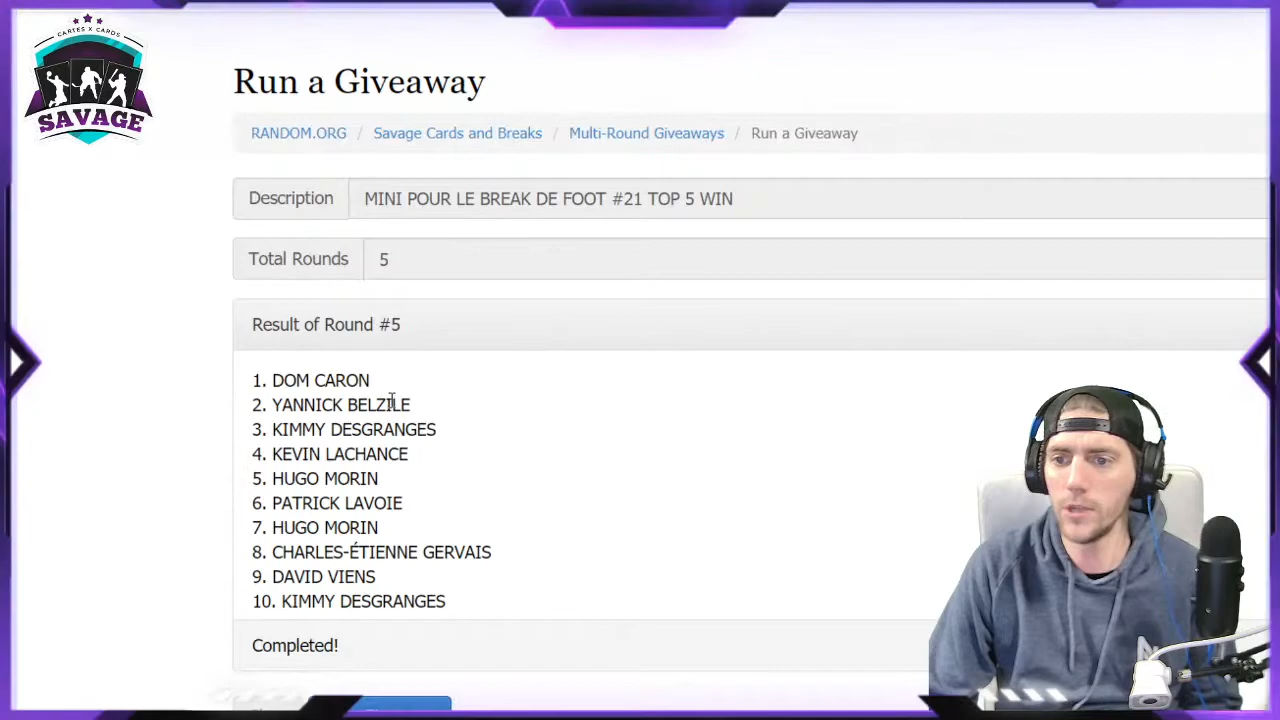 CARTES X CARDS
SAVAGE
Run a Giveaway
RANDOM.ORG / Savage Cards and Breaks / Multi-Round Giveaways / Run a Giveaway
Description MINI POUR LE BREAK DE FOOT #21 TOP 5 WIN
Total Rounds 5
Result of Round #5
1. DOM CARON
2. YANNICK BELZILE
3. KIMMY DESGRANGES
4. KEVIN LACHANCE
5. HUGO MORIN
6. PATRICK LAVOIE
7. HUGO MORIN
8. CHARLES-ÉTIENNE GERVAIS
9. DAVID VIENS
10. KIMMY DESGRANGES
Completed!